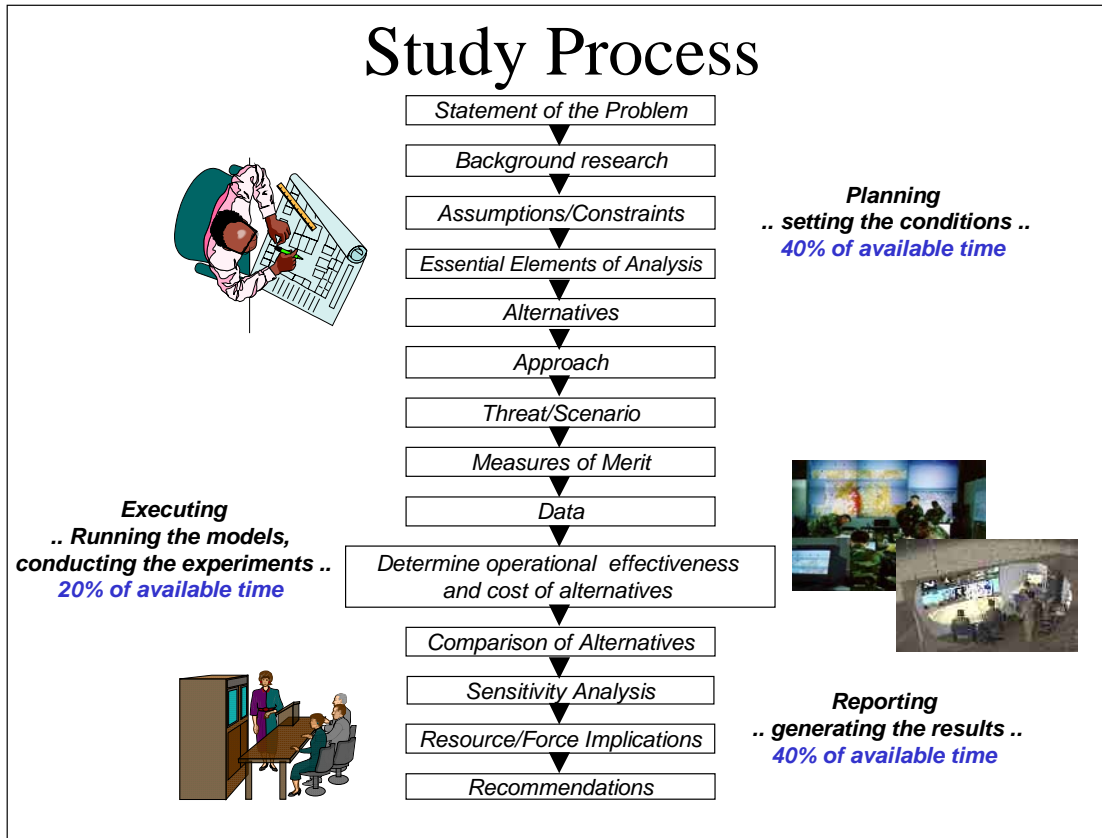 Study Process
Statement of the Problem
Background research
Assumptions/Constraints
Planning
.. setting the conditions ..
40% of available time
Essential Elements of Analysis
Alternatives
Approach
Threat/Scenario
Measures of Merit
Data
Executing
.. Running the models,
conducting the experiments ..
20% of available time
Determine operational effectiveness
and cost of alternatives
Comparison of Alternatives
Sensitivity Analysis
Reporting
.. generating the results ..
40% of available time
Resource/Force Implications
Recommendations